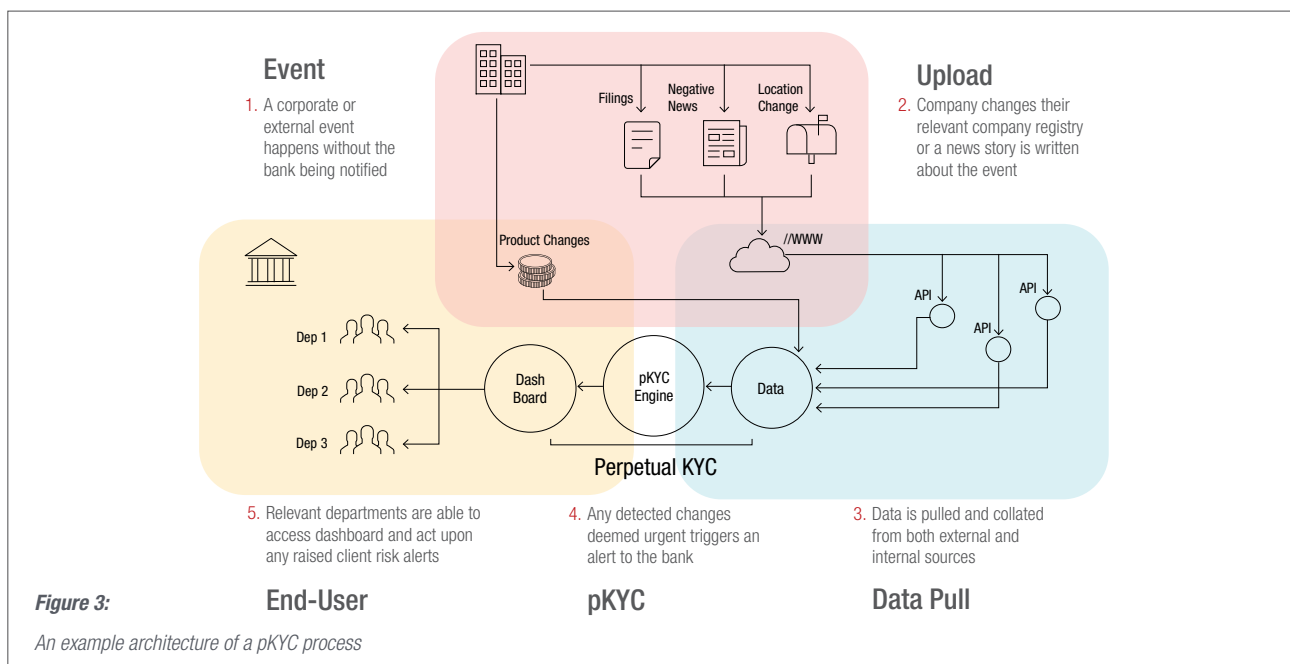 Event
1. A corporate or
external event
happens without the
bank being notified
Filings
Negative
News
Location
Change
Upload
2. Company changes their
relevant company registry
or a news story is written
about the event
Product Changes
//WWW
API
API
API
Dep 1
Dep 2
Dep 3
Dash
Board
pKYC
Engine
Data
Perpetual KYC
5. Relevant departments are able to
access dashboard and act upon
any raised client risk alerts
4. Any detected changes
deemed urgent triggers an
alert to the bank
3. Data is pulled and collated
from both external and
internal sources
End-User
pKYC
Data Pull
Figure 3:
An example architecture of a pKYC process